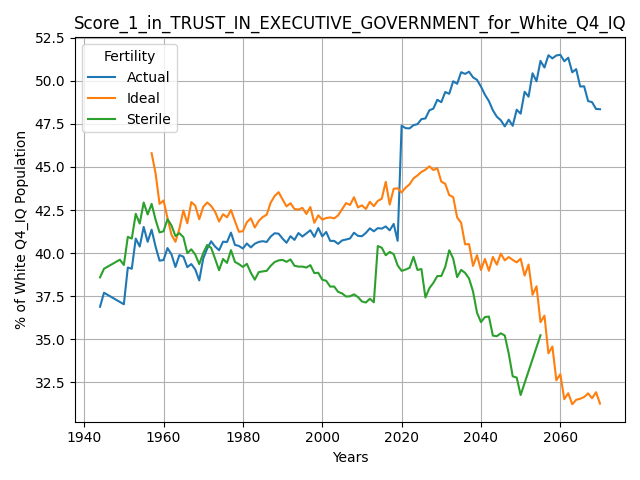 Score_1_in_TRUST_IN_EXECUTIVE_GOVERNMENT_for_White_Q4_IQ
Fertility
Actual
Ideal
Sterile
% of White Q4_IQ Population
52.5
50.0
47.5
45.0
42.5
40.0
37.5
35.0
32.5
1940 1960 1980 2000 2020 2040 2060
Years